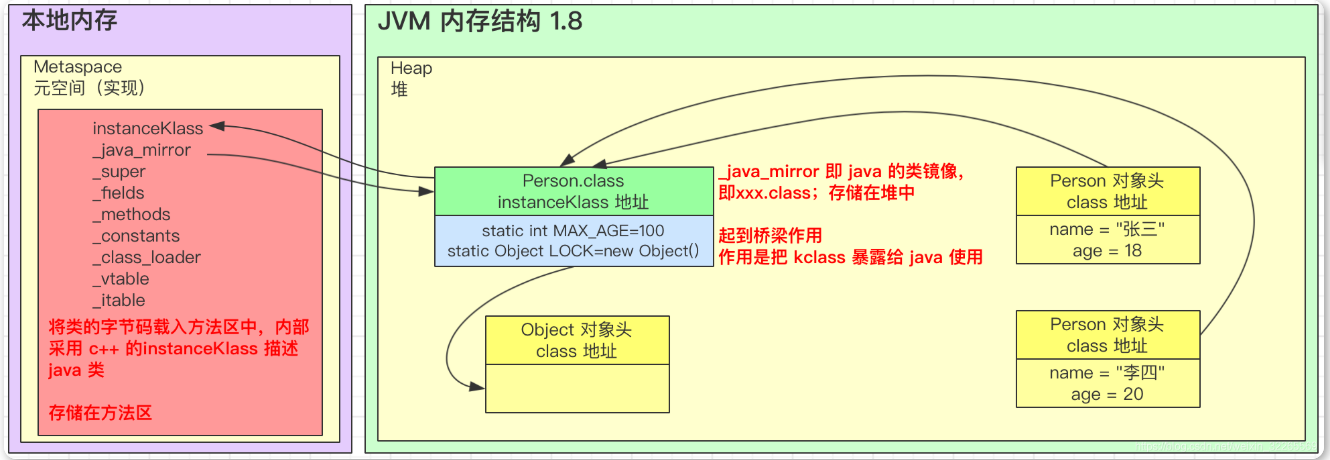 本地内存
Metaspace
元空间（实现）
instanceKlass
_java_mirror
_super
_fields
_methods
_constants
_class_loader
_vtable
_itable
将类的字节码载入方法区中，内部
采用 c++ 的instanceKlass 描述
java 类
存储在方法区
JVM 内存结构 1.8
Heap
堆
Person.class
instanceKlass 地址
static int MAX_AGE=100
static Object LOCK=new Object()
_java_mirror 即 java 的类镜像，
即xxx.class；存储在堆中
起到桥梁作用
作用是把 kclass 暴露给 java 使用
Object 对象头
class 地址
Person 对象头
class 地址
name = "张三"
age = 18
Person 对象头
class 地址
name = "李四"
age = 20